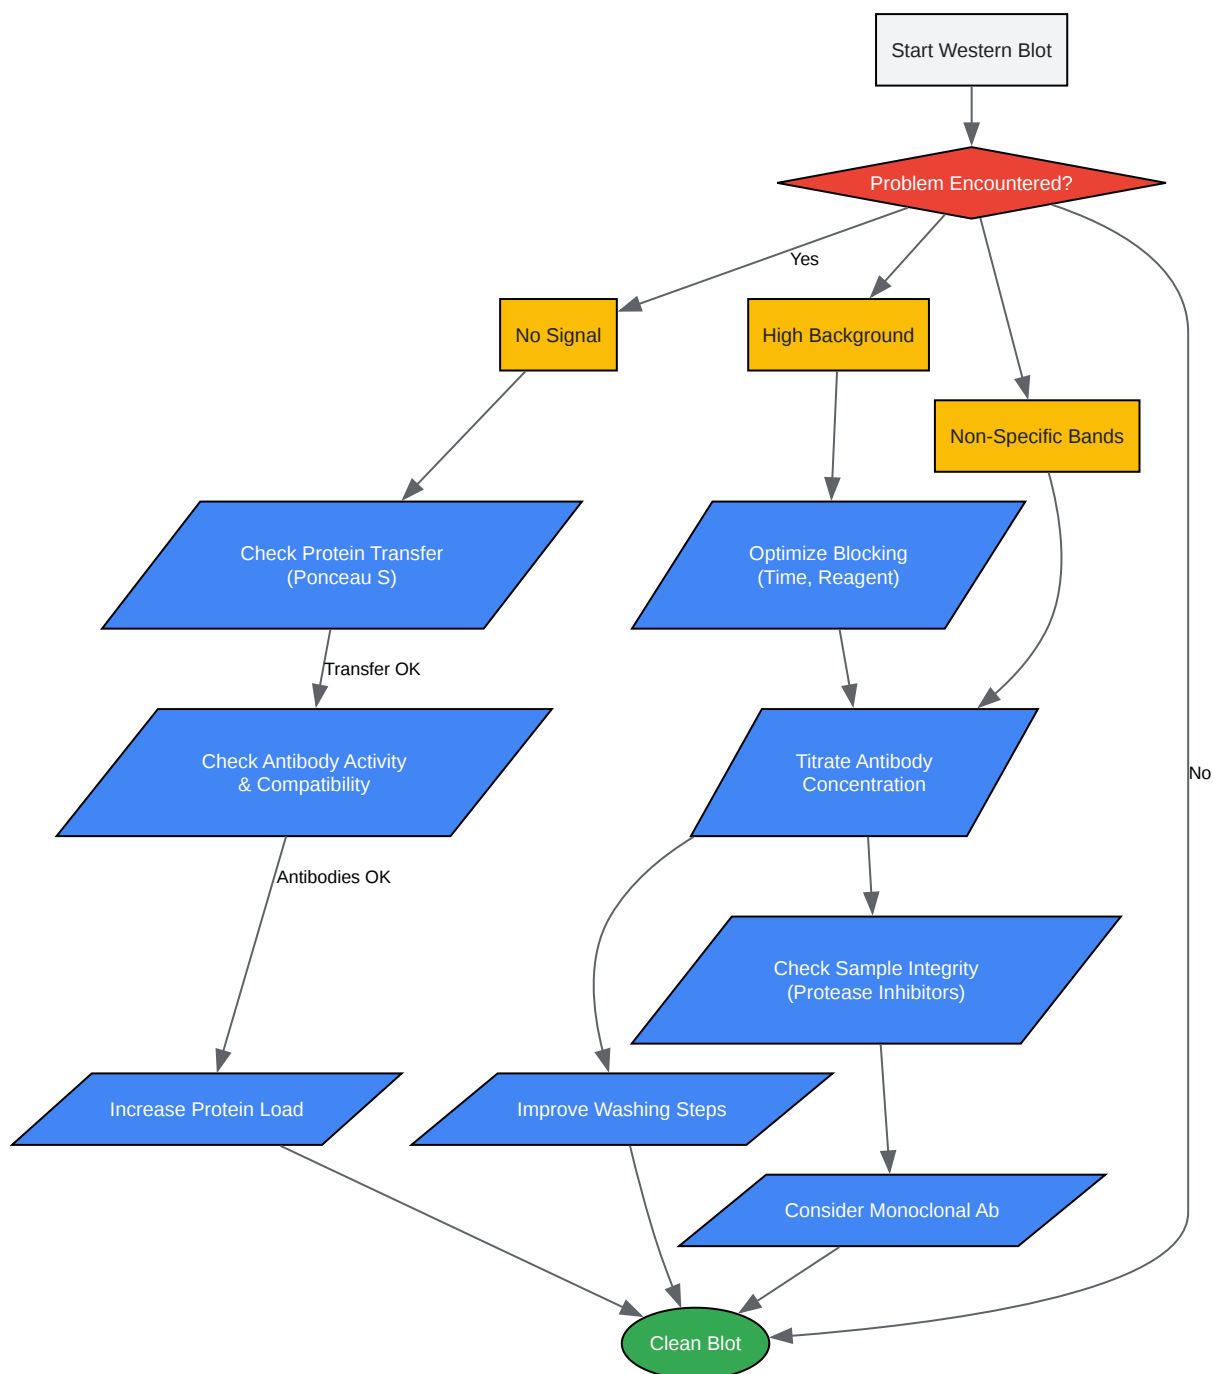 Start Western Blot
Problem Encountered?
Yes
No Signal
High Background
Non-Specific Bands
Check Protein Transfer
(Ponceau S)
Optimize Blocking
(Time, Reagent)
Transfer OK
Check Antibody Activity
& Compatibility
Titrate Antibody
Concentration
No
Antibodies OK
Check Sample Integrity
(Protease Inhibitors)
Increase Protein Load
Improve Washing Steps
Consider Monoclonal Ab
Clean Blot